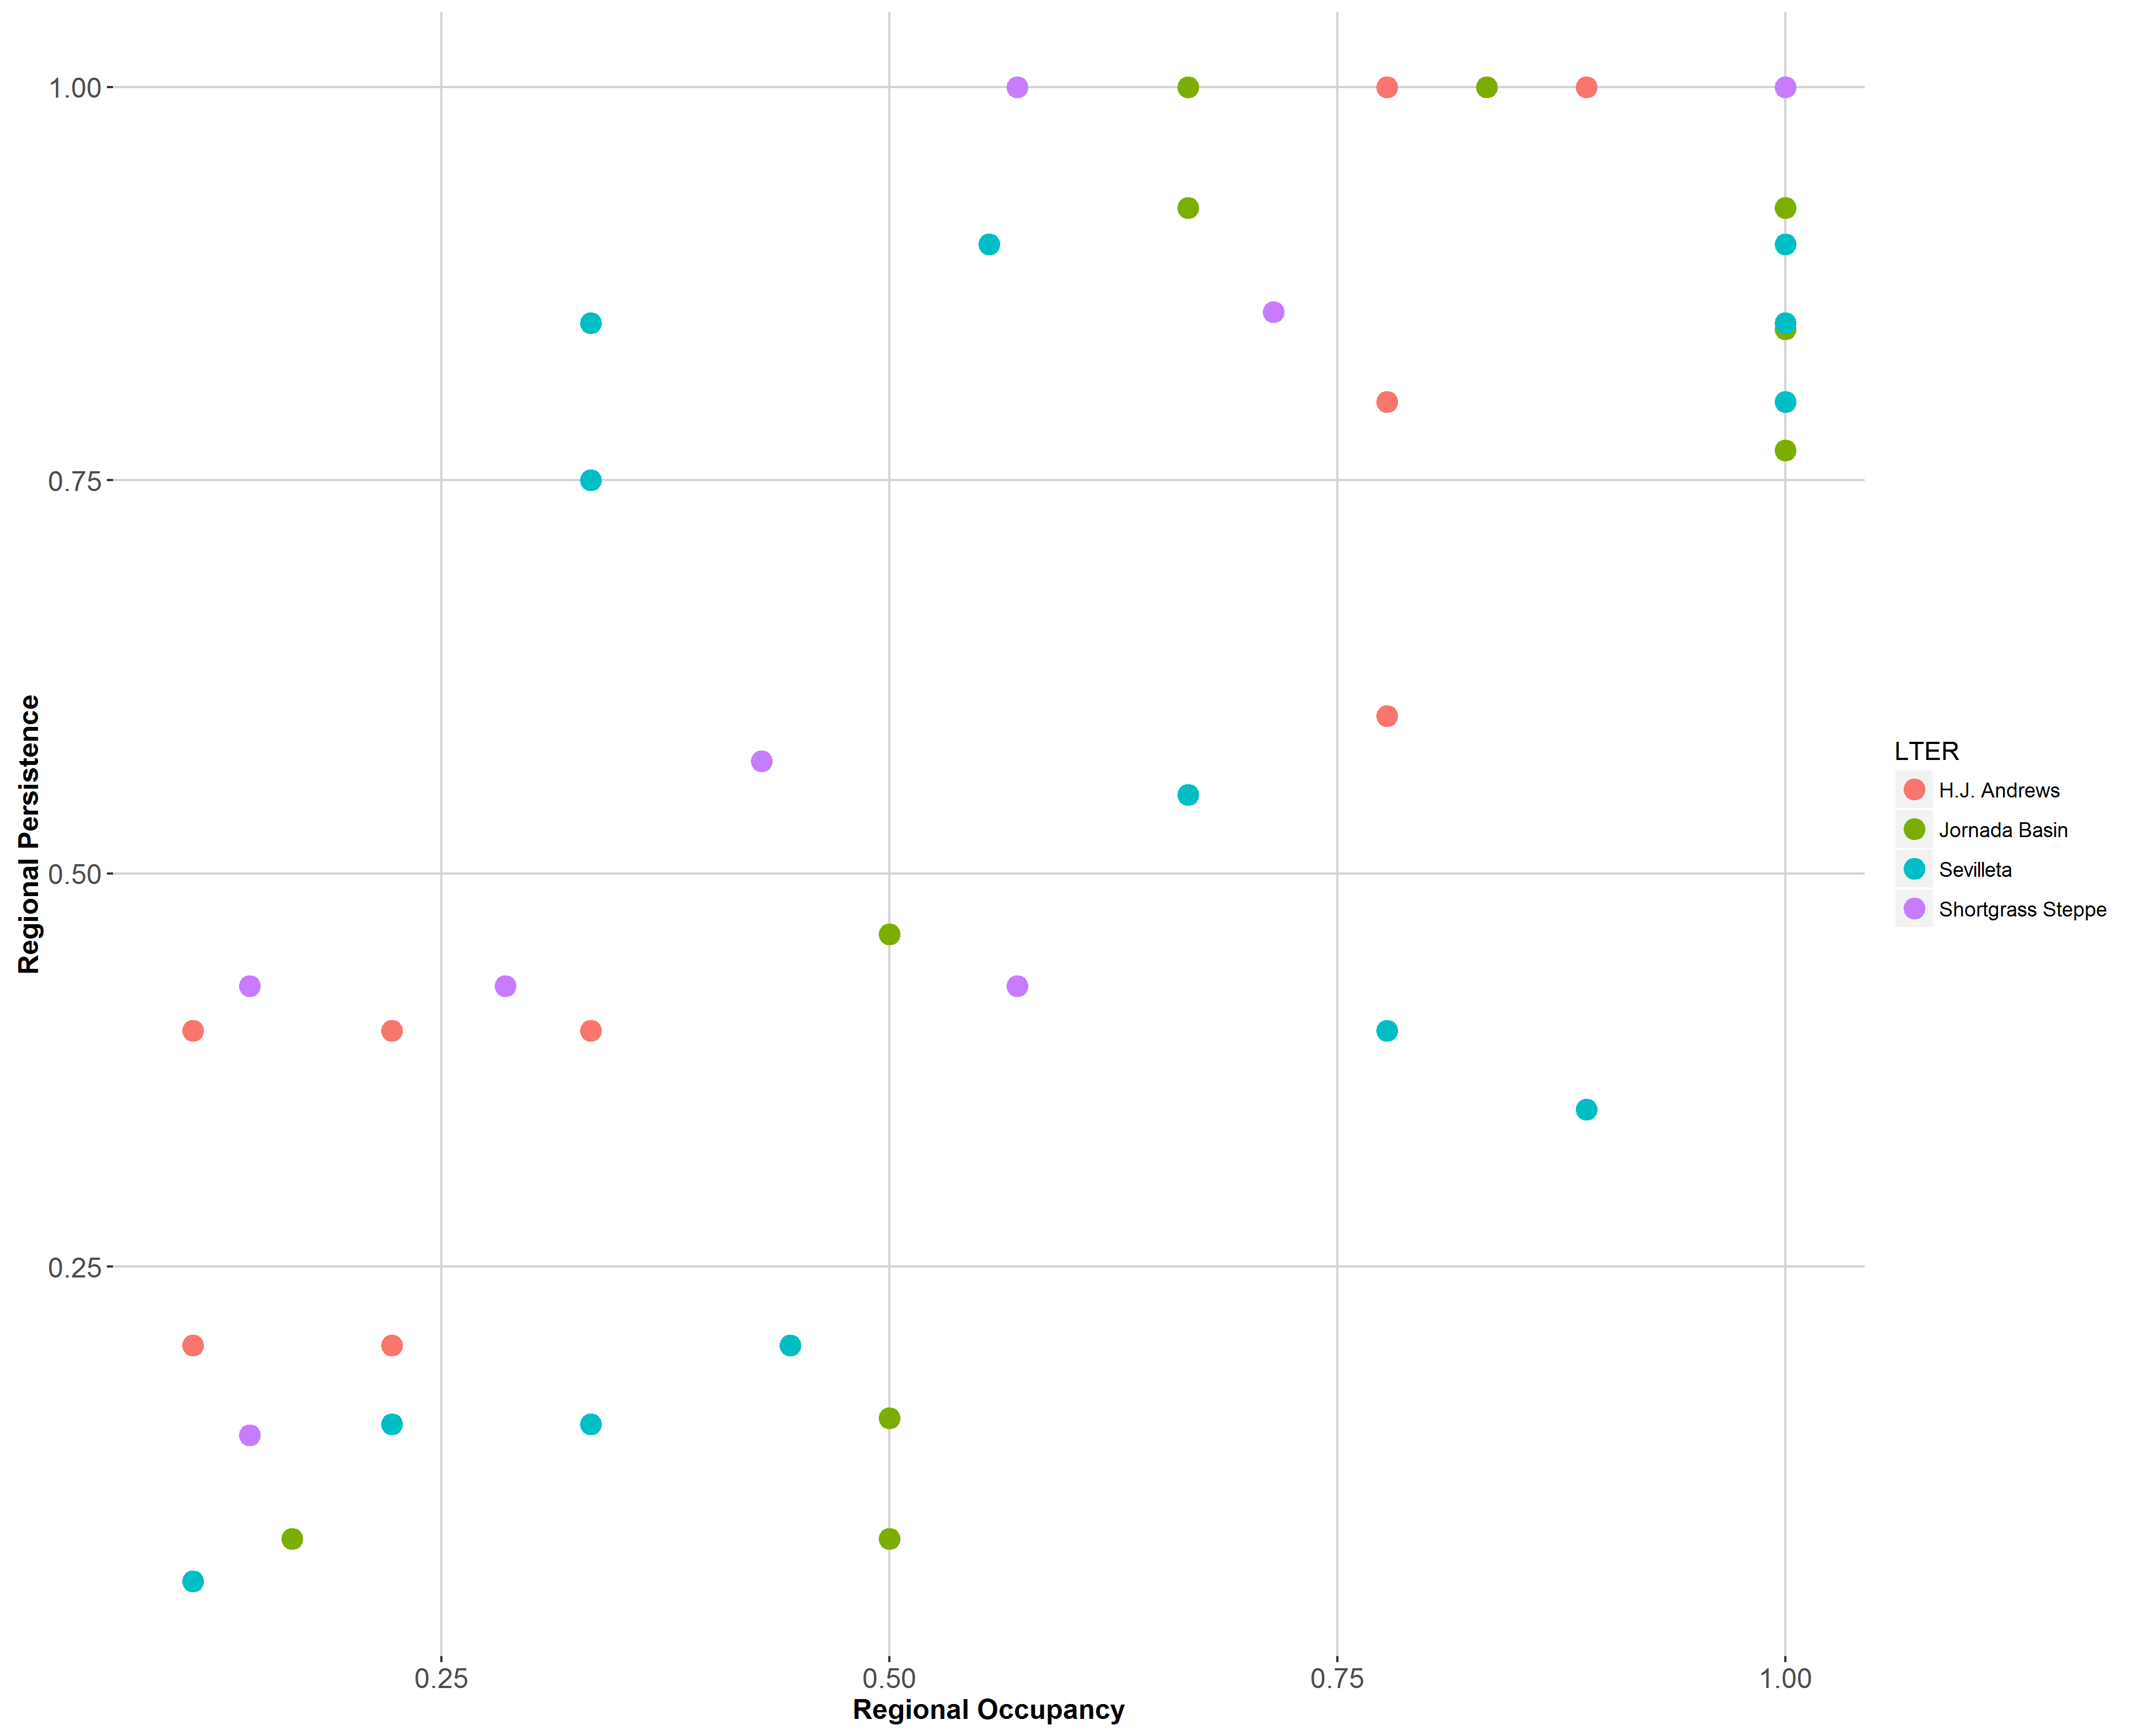 1.00
0.75
0.50
0.25
Regional Persistence
0.25 0.50 0.75 1.00
Regional Occupancy
LTER
H.J. Andrews
Jornada Basin
Sevilleta
Shortgrass Steppe